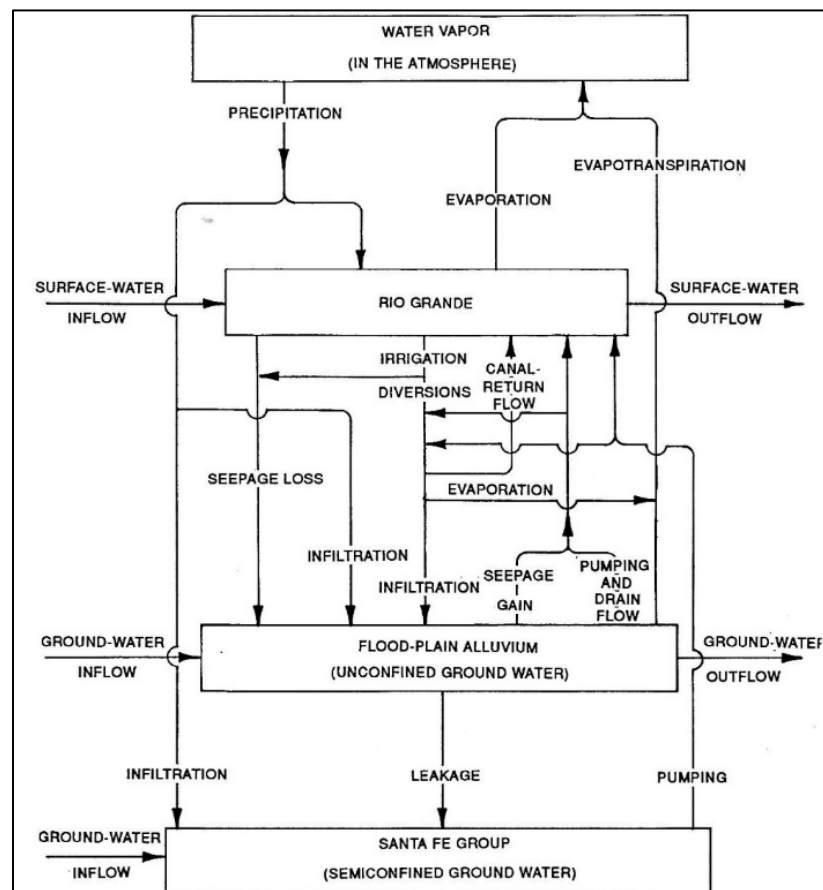 WATER VAPOR
(IN THE ATMOSPHERE)
PRECIPITATION
EVAPOTRANSPIRATION
EVAPORATION
SURFACE-WATER
INFLOW
RIO GRANDE
SURFACE-WATER
OUTFLOW
IRRIGATION
DIVERSIONS
CANAL-
RETURN
FLOW
SEEPAGE LOSS
EVAPORATION
INFILTRATION
INFILTRATION
SEEPAGE
GAIN
PUMPING
AND
DRAIN
FLOW
GROUND-WATER
INFLOW
FLOOD-PLAIN ALLUVIUM
(UNCONFINED GROUND WATER)
GROUND-WATER
OUTFLOW
INFILTRATION
LEAKAGE
PUMPING
GROUND-WATER
INFLOW
SANTA FE GROUP
(SEMICONFINED GROUND WATER)